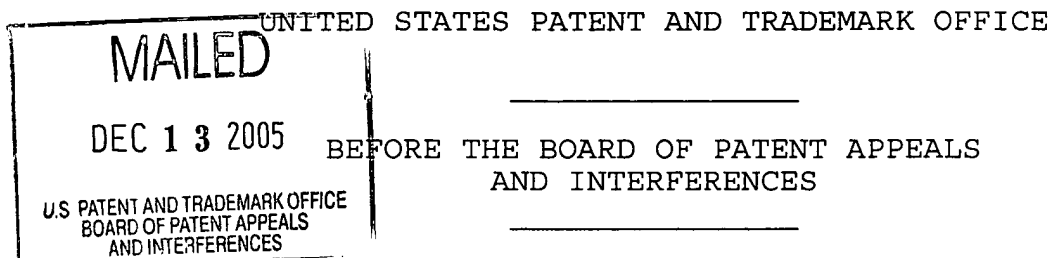 UNITED STATES PATENT AND TRADEMARK OFFICE
MAILED
DEC 13 2005
U.S PATENT AND TRADEMARK OFFICE
BOARD OF PATENT APPEALS
AND INTERFERENCES
BEFORE THE BOARD OF PATENT APPEALS
AND INTERFERENCES